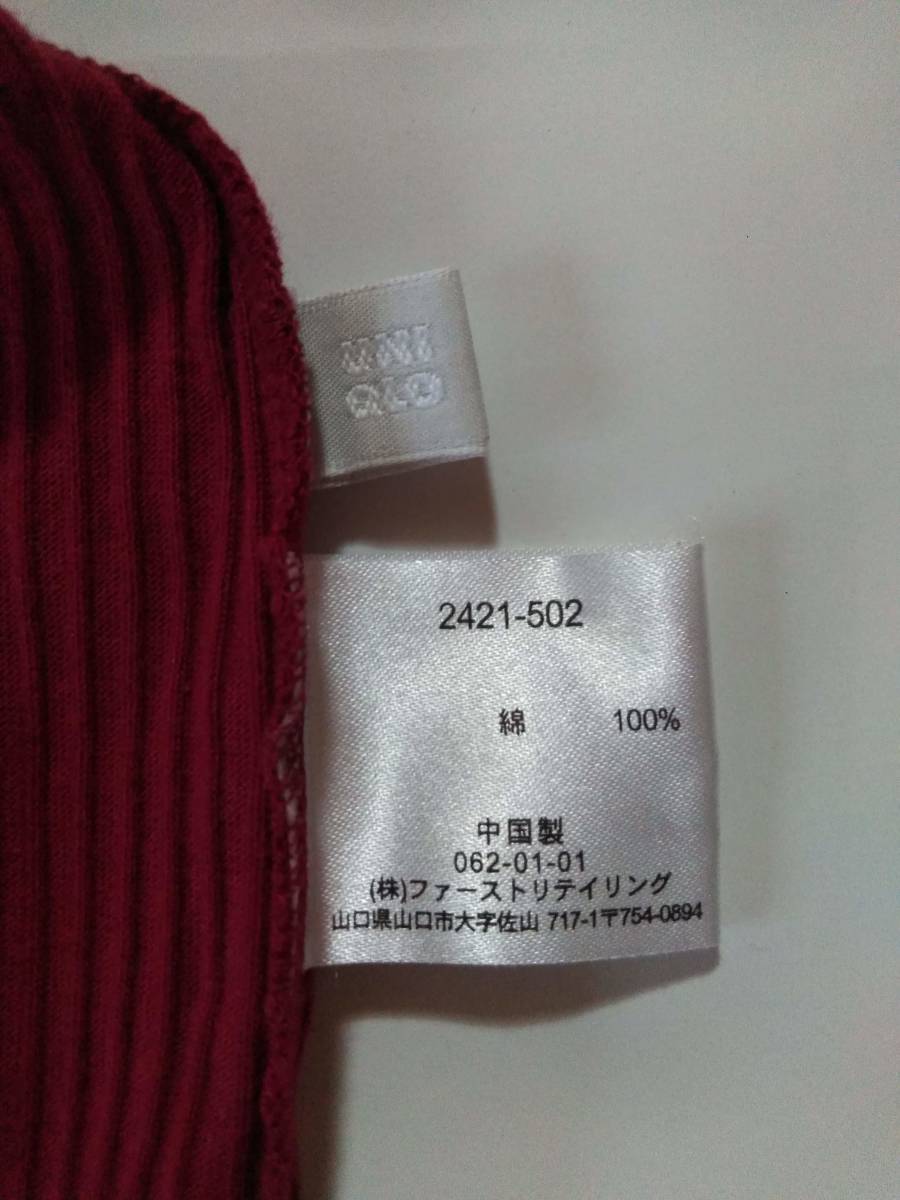 UNI
QLO
2421-502
綿 100%
中国製
062-01-01
(株)ファーストリテイリング
山口県山口市大字佐山 717-1〒754-0894